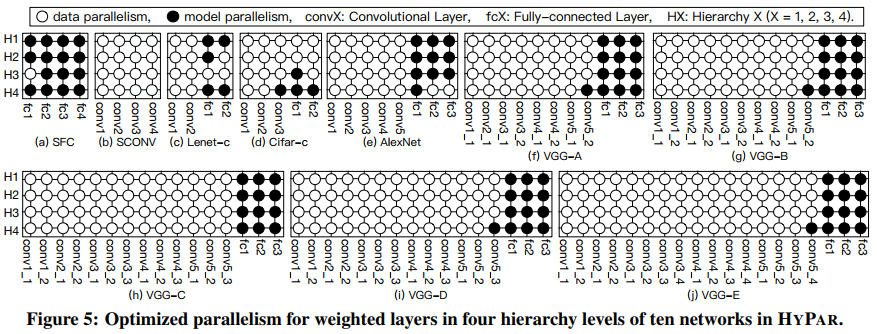 data parallelism, model parallelism, convX: Convolutional Layer, fcX: Fully-connected Layer, HX: Hierarchy X (X = 1, 2, 3, 4).
H1
H2
H3
H4
fc1 fc2 fc3 fc4
(a) SFC
conv1 conv2 conv3 conv4
(b) SCONV
conv1 conv2 fc1 fc2
(c) Lenet-c
conv1 conv2 conv3 fc1 fc2
(d) Cifar-c
conv1 conv2 conv3 conv4 conv5 fc1 fc2 fc3
(e) AlexNet
conv1_1 conv2_1 conv3_1 conv3_2 conv4_1 conv4_2 conv5_1 conv5_2 fc1 fc2 fc3
(f) VGG-A
conv1_1 conv1_2 conv2_1 conv2_2 conv3_1 conv3_2 conv4_1 conv4_2 conv5_1 conv5_2 fc1 fc2 fc3
(g) VGG-B
H1
H2
H3
H4
conv1_1 conv1_2 conv2_1 conv2_2 conv3_1 conv3_2 conv3_3 conv4_1 conv4_2 conv4_3 conv5_1 conv5_2 conv5_3 fc1 fc2 fc3
(h) VGG-C
conv1_1 conv1_2 conv2_1 conv2_2 conv3_1 conv3_2 conv3_3 conv4_1 conv4_2 conv4_3 conv5_1 conv5_2 conv5_3 fc1 fc2 fc3
(i) VGG-D
conv1_1 conv1_2 conv2_1 conv2_2 conv3_1 conv3_2 conv3_3 conv3_4 conv4_1 conv4_2 conv4_3 conv4_4 conv5_1 conv5_2 conv5_3 conv5_4 fc1 fc2 fc3
(j) VGG-E
Figure 5: Optimized parallelism for weighted layers in four hierarchy levels of ten networks in HYPAR.